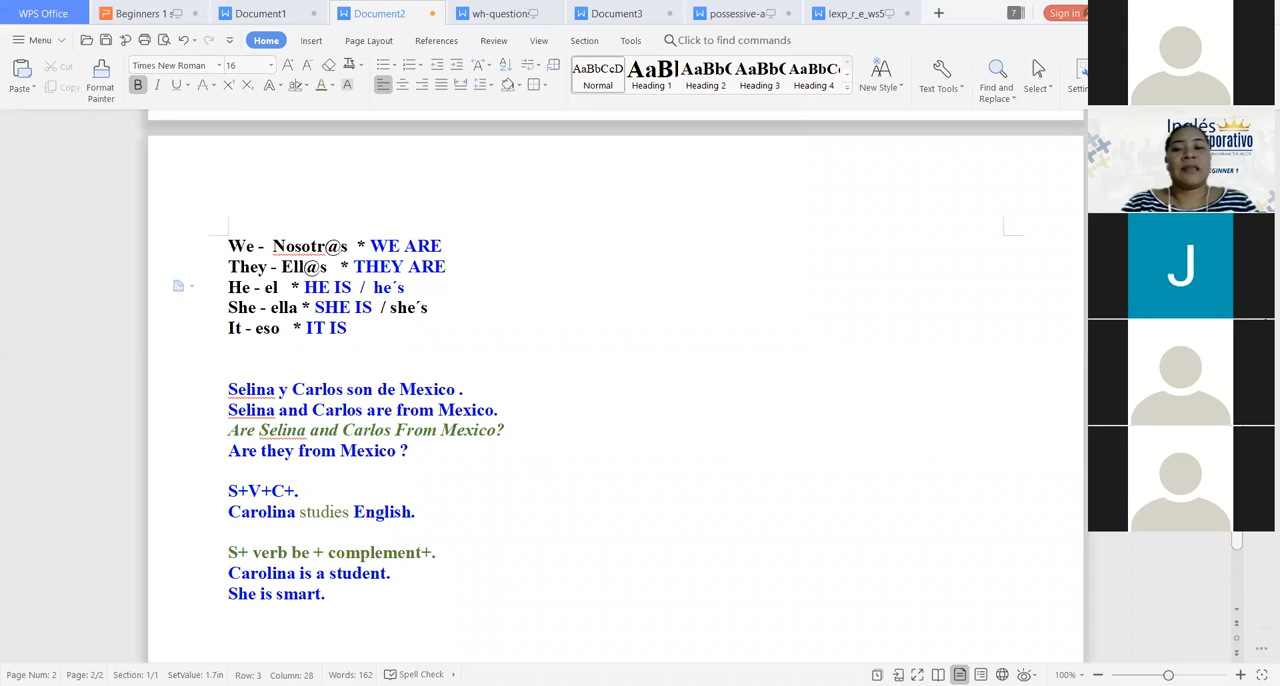 WPS Office
Beginners 1
Document1
Document2
wh-question
Document3
possessive-a
lexp_r_e_ws5
7
Sign in
Menu
Home
Insert
Page Layout
References
Review
View
Section
Tools
Click to find commands
Paste
Cut
Copy
Format Painter
Times New Roman
16
AaBbCcD
AaBl
AaBb(
AaBbC(
AaBbC
Normal
Heading 1
Heading 2
Heading 3
Heading 4
New Style
Text Tools
Find and Replace
Select
Inglés
BEGINNER 1
We - Nosotr@s * WE ARE
They - Ell@s * THEY ARE
He - el * HE IS / he´s
She - ella * SHE IS / she´s
It - eso * IT IS
Selina y Carlos son de Mexico .
Selina and Carlos are from Mexico.
Are Selina and Carlos From Mexico?
Are they from Mexico ?
S+V+C+.
Carolina studies English.
S+ verb be + complement+.
Carolina is a student.
She is smart.
J
Page Num: 2
Page: 2/2
Section: 1/1
SetValue: 1.7in
Row: 3
Column: 28
Words: 162
Spell Check
100%